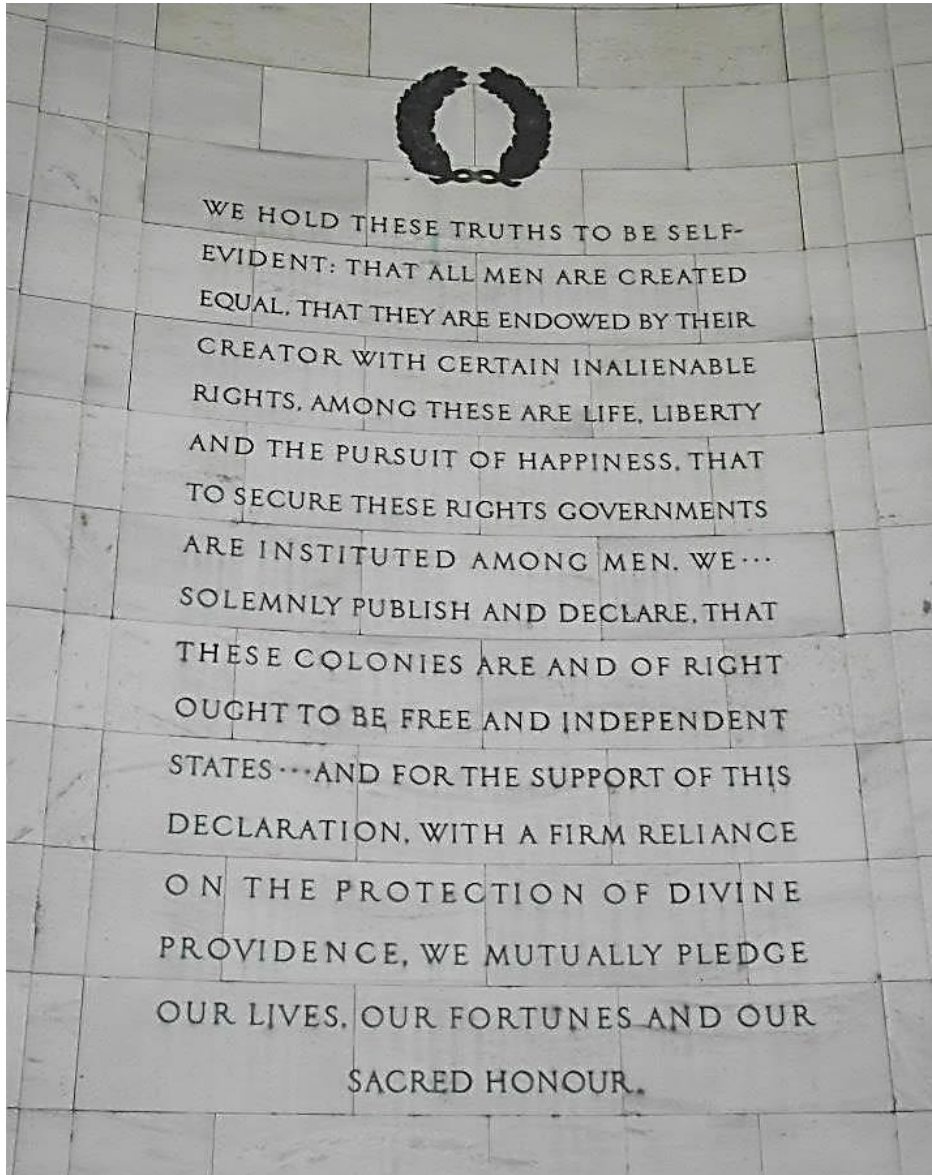 WE HOLD THESE TRUTHS TO BE SELF-
EVIDENT: THAT ALL MEN ARE CREATED
EQUAL, THAT THEY ARE ENDOWED BY THEIR
CREATOR WITH CERTAIN INALIENABLE
RIGHTS, AMONG THESE ARE LIFE, LIBERTY
AND THE PURSUIT OF HAPPINESS, THAT
TO SECURE THESE RIGHTS GOVERNMENTS
ARE INSTITUTED AMONG MEN. WE···
SOLEMNLY PUBLISH AND DECLARE, THAT
THESE COLONIES ARE AND OF RIGHT
OUGHT TO BE FREE AND INDEPENDENT
STATES···AND FOR THE SUPPORT OF THIS
DECLARATION, WITH A FIRM RELIANCE
ON THE PROTECTION OF DIVINE
PROVIDENCE, WE MUTUALLY PLEDGE
OUR LIVES, OUR FORTUNES AND OUR
SACRED HONOUR.